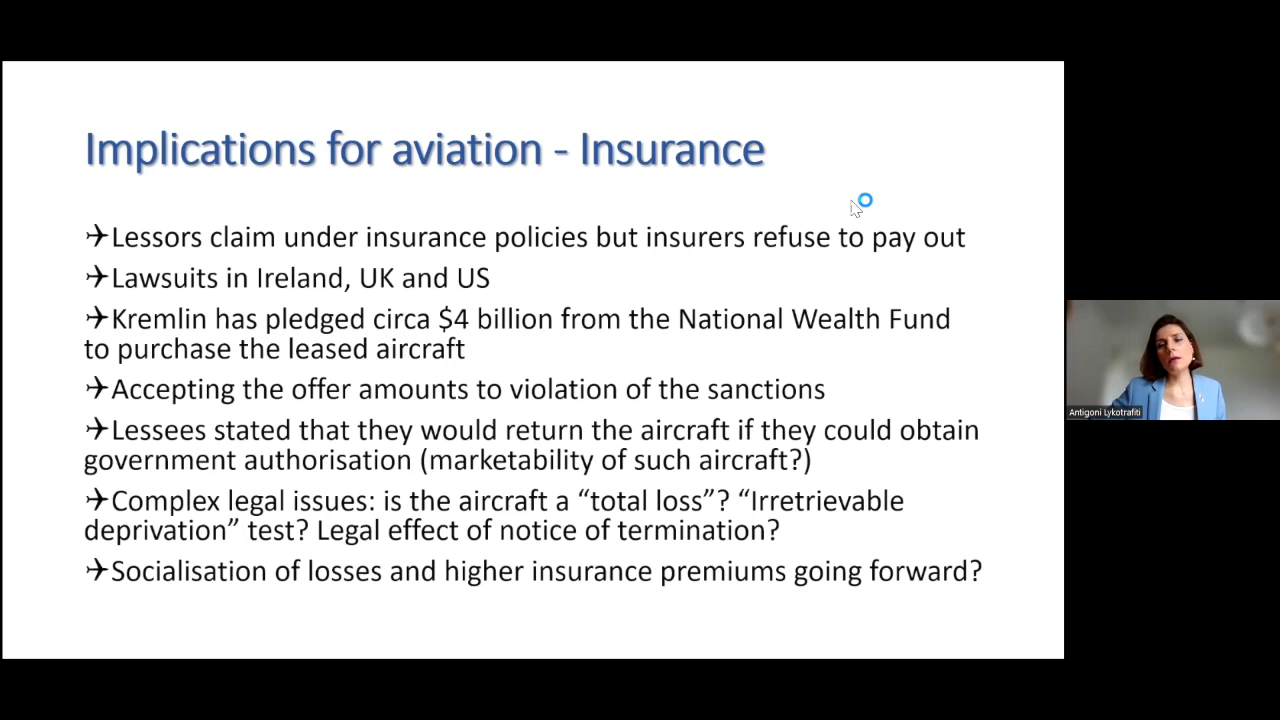 Implications for aviation - Insurance
✈Lessors claim under insurance policies but insurers refuse to pay out
✈Lawsuits in Ireland, UK and US
✈Kremlin has pledged circa $4 billion from the National Wealth Fund
to purchase the leased aircraft
✈Accepting the offer amounts to violation of the sanctions
✈Lessees stated that they would return the aircraft if they could obtain
government authorisation (marketability of such aircraft?)
✈Complex legal issues: is the aircraft a “total loss”? “Irretrievable
deprivation” test? Legal effect of notice of termination?
✈Socialisation of losses and higher insurance premiums going forward?
Antigoni Lykotrafiti